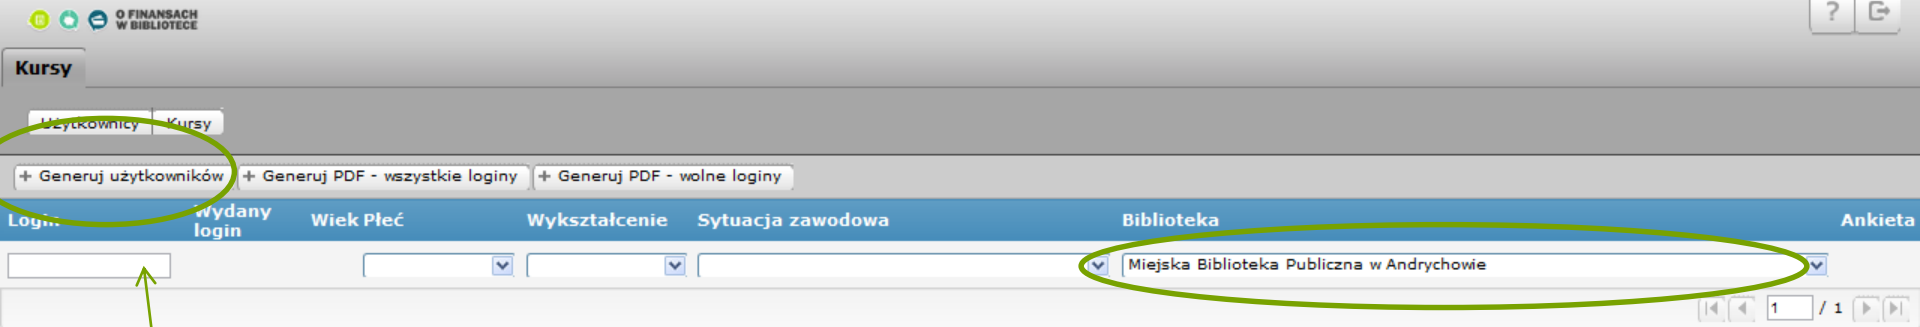 O FINANSACH
W BIBLIOTECE
?
Kursy
Użytkownicy Kursy
+ Generuj użytkowników + Generuj PDF - wszystkie loginy + Generuj PDF - wolne loginy
Login Wydany login Wiek Płeć Wykształcenie Sytuacja zawodowa Biblioteka Ankieta
Miejska Biblioteka Publiczna w Andrychowie
1 / 1